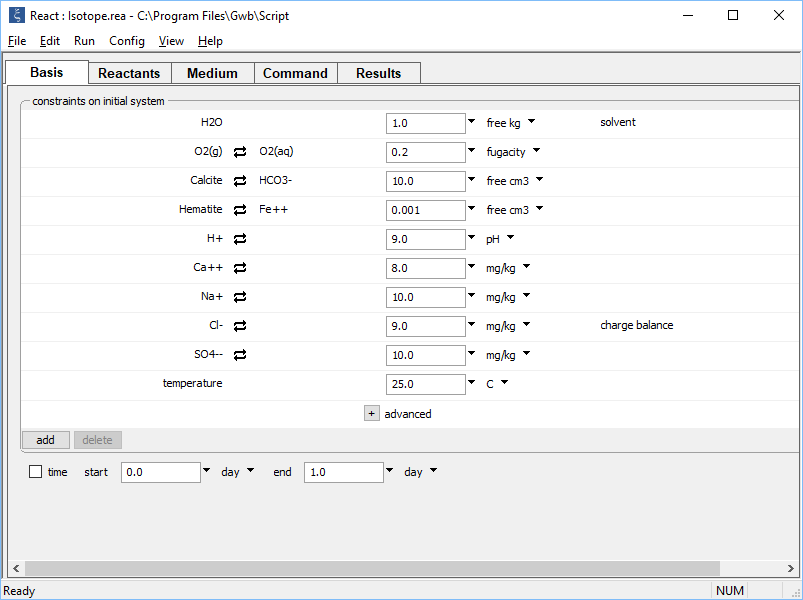 React : Isotope.rea - C:\Program Files\Gwb\Script
File Edit Run Config View Help
Basis Reactants Medium Command Results
constraints on initial system
H2O 1.0 free kg solvent
O2(g) O2(aq) 0.2 fugacity
Calcite HCO3- 10.0 free cm3
Hematite Fe++ 0.001 free cm3
H+ 9.0 pH
Ca++ 8.0 mg/kg
Na+ 10.0 mg/kg
Cl- 9.0 mg/kg charge balance
SO4-- 10.0 mg/kg
temperature 25.0 C
+ advanced
add delete
time start 0.0 day end 1.0 day
Ready NUM